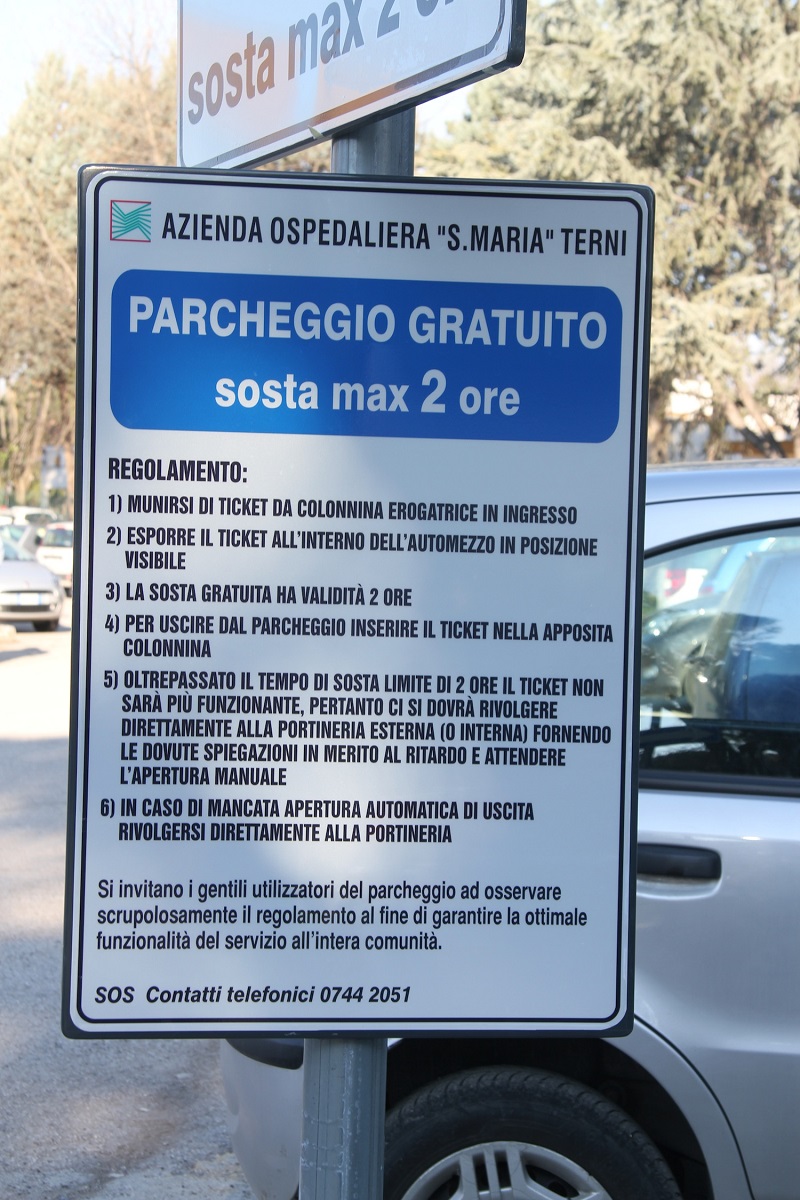 sosta max 2
AZIENDA OSPEDALIERA "S.MARIA" TERNI
PARCHEGGIO GRATUITO
sosta max 2 ore
REGOLAMENTO:
1) MUNIRSI DI TICKET DA COLONNINA EROGATRICE IN INGRESSO
2) ESPORRE IL TICKET ALL'INTERNO DELL'AUTOMEZZO IN POSIZIONE
VISIBILE
3) LA SOSTA GRATUITA HA VALIDITÀ 2 ORE
4) PER USCIRE DAL PARCHEGGIO INSERIRE IL TICKET NELLA APPOSITA
COLONNINA
5) OLTREPASSATO IL TEMPO DI SOSTA LIMITE DI 2 ORE IL TICKET NON
SARÀ PIÙ FUNZIONANTE, PERTANTO CI SI DOVRÀ RIVOLGERE
DIRETTAMENTE ALLA PORTINERIA ESTERNA (O INTERNA) FORNENDO
LE DOVUTE SPIEGAZIONI IN MERITO AL RITARDO E ATTENDERE
L'APERTURA MANUALE
6) IN CASO DI MANCATA APERTURA AUTOMATICA DI USCITA
RIVOLGERSI DIRETTAMENTE ALLA PORTINERIA
Si invitano i gentili utilizzatori del parcheggio ad osservare
scrupolosamente il regolamento al fine di garantire la ottimale
funzionalità del servizio all'intera comunità.
SOS Contatti telefonici 0744 2051